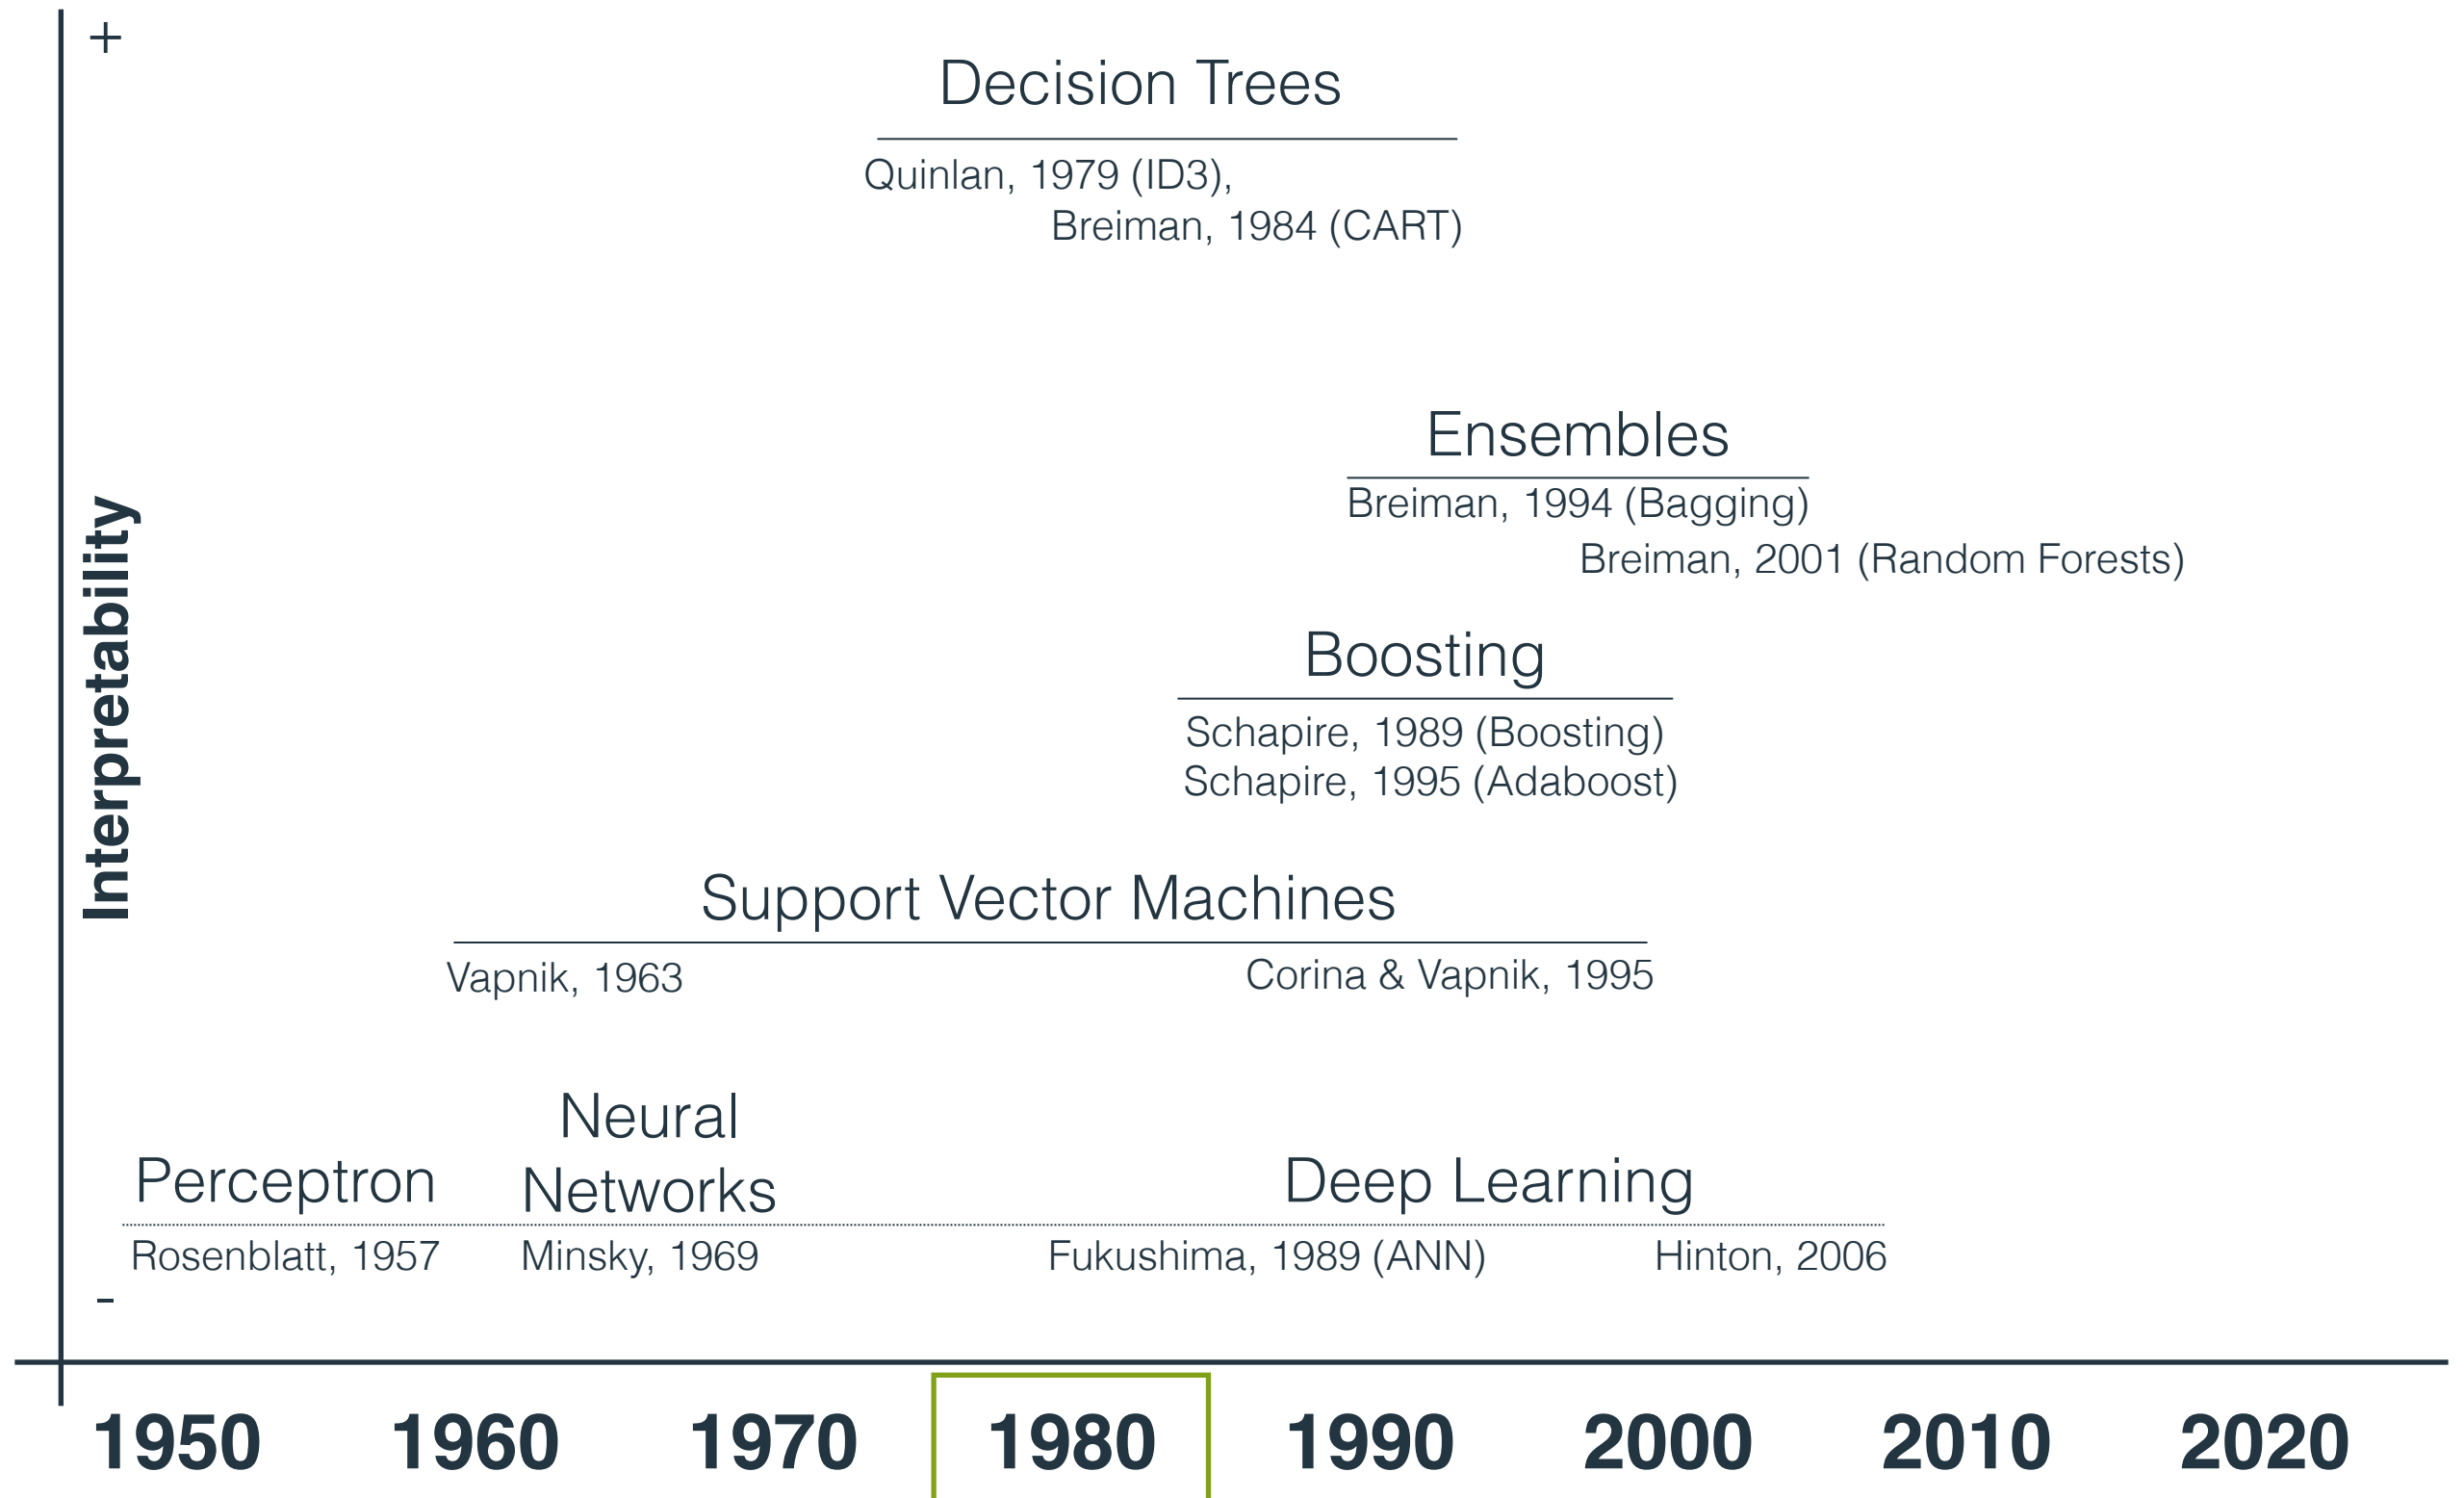 +
Decision Trees
Quinlan, 1979 (ID3),
Breiman, 1984 (CART)
Ensembles
Breiman, 1994 (Bagging)
Breiman, 2001 (Random Forests)
Interpretability
Boosting
Schapire, 1989 (Boosting)
Schapire, 1995 (Adaboost)
Support Vector Machines
Vapnik, 1963
Corina & Vapnik, 1995
Perceptron
Rosenblatt, 1957
Neural
Networks
Minsky, 1969
Deep Learning
Fukushima, 1989 (ANN)
Hinton, 2006
-
1950 1960 1970 1980 1990 2000 2010 2020